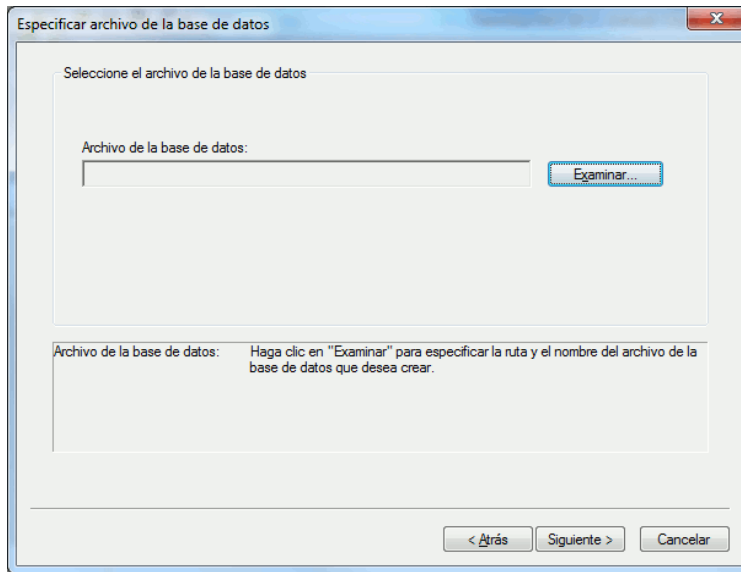 Especificar archivo de la base de datos
Seleccione el archivo de la base de datos
Archivo de la base de datos:
Examinar...
Archivo de la base de datos: Haga clic en "Examinar" para especificar la ruta y el nombre del archivo de la
base de datos que desea crear.
< Atrás Siguiente > Cancelar